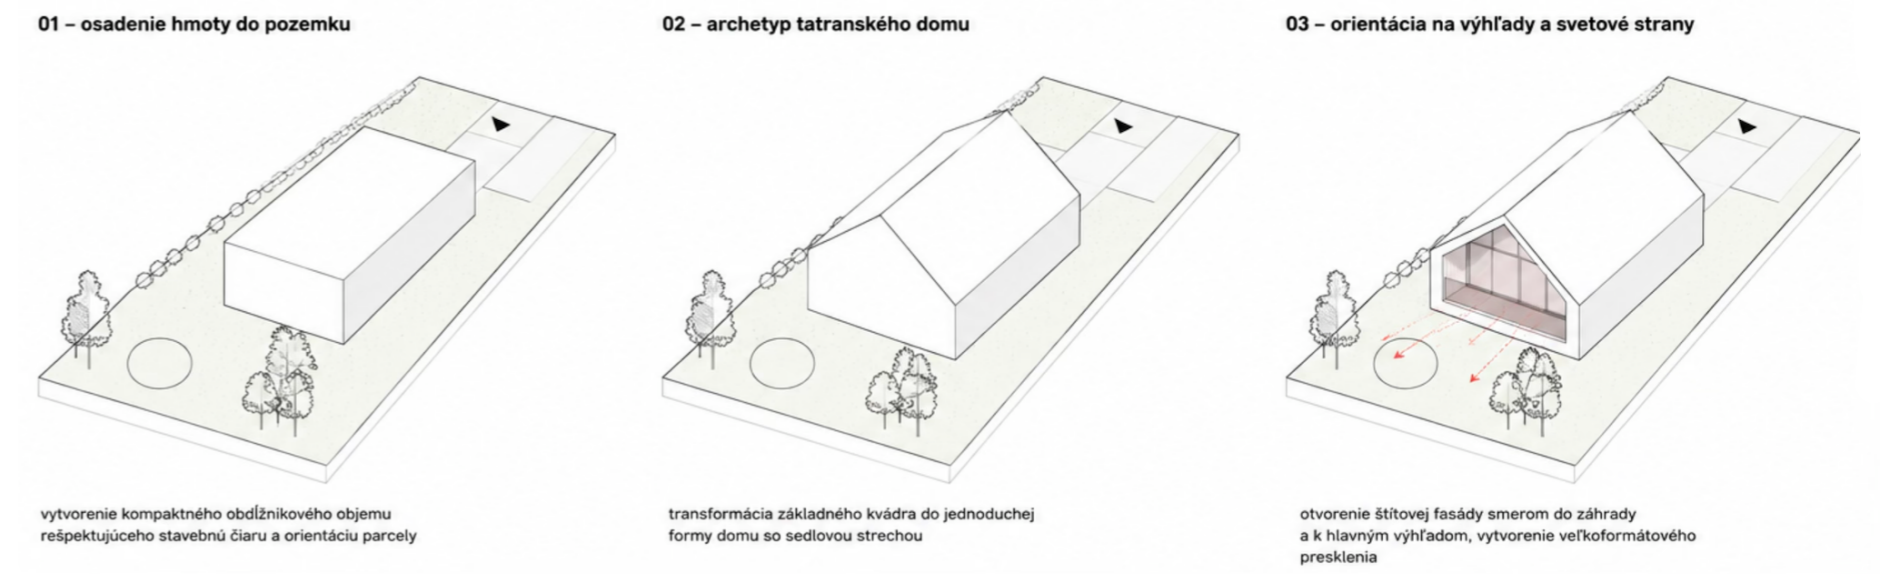 01 – osadenie hmoty do pozemku
vytvorenie kompaktného obdĺžnikového objemu
rešpektujúceho stavebnú čiaru a orientáciu parcely
02 – archetyp tatranského domu
transformácia základného kvádra do jednoduchej
formy domu so sedlovou strechou
03 – orientácia na výhľady a svetové strany
otvorenie štítovej fasády smerom do záhrady
a k hlavným výhľadom, vytvorenie veľkoformátového
presklenia